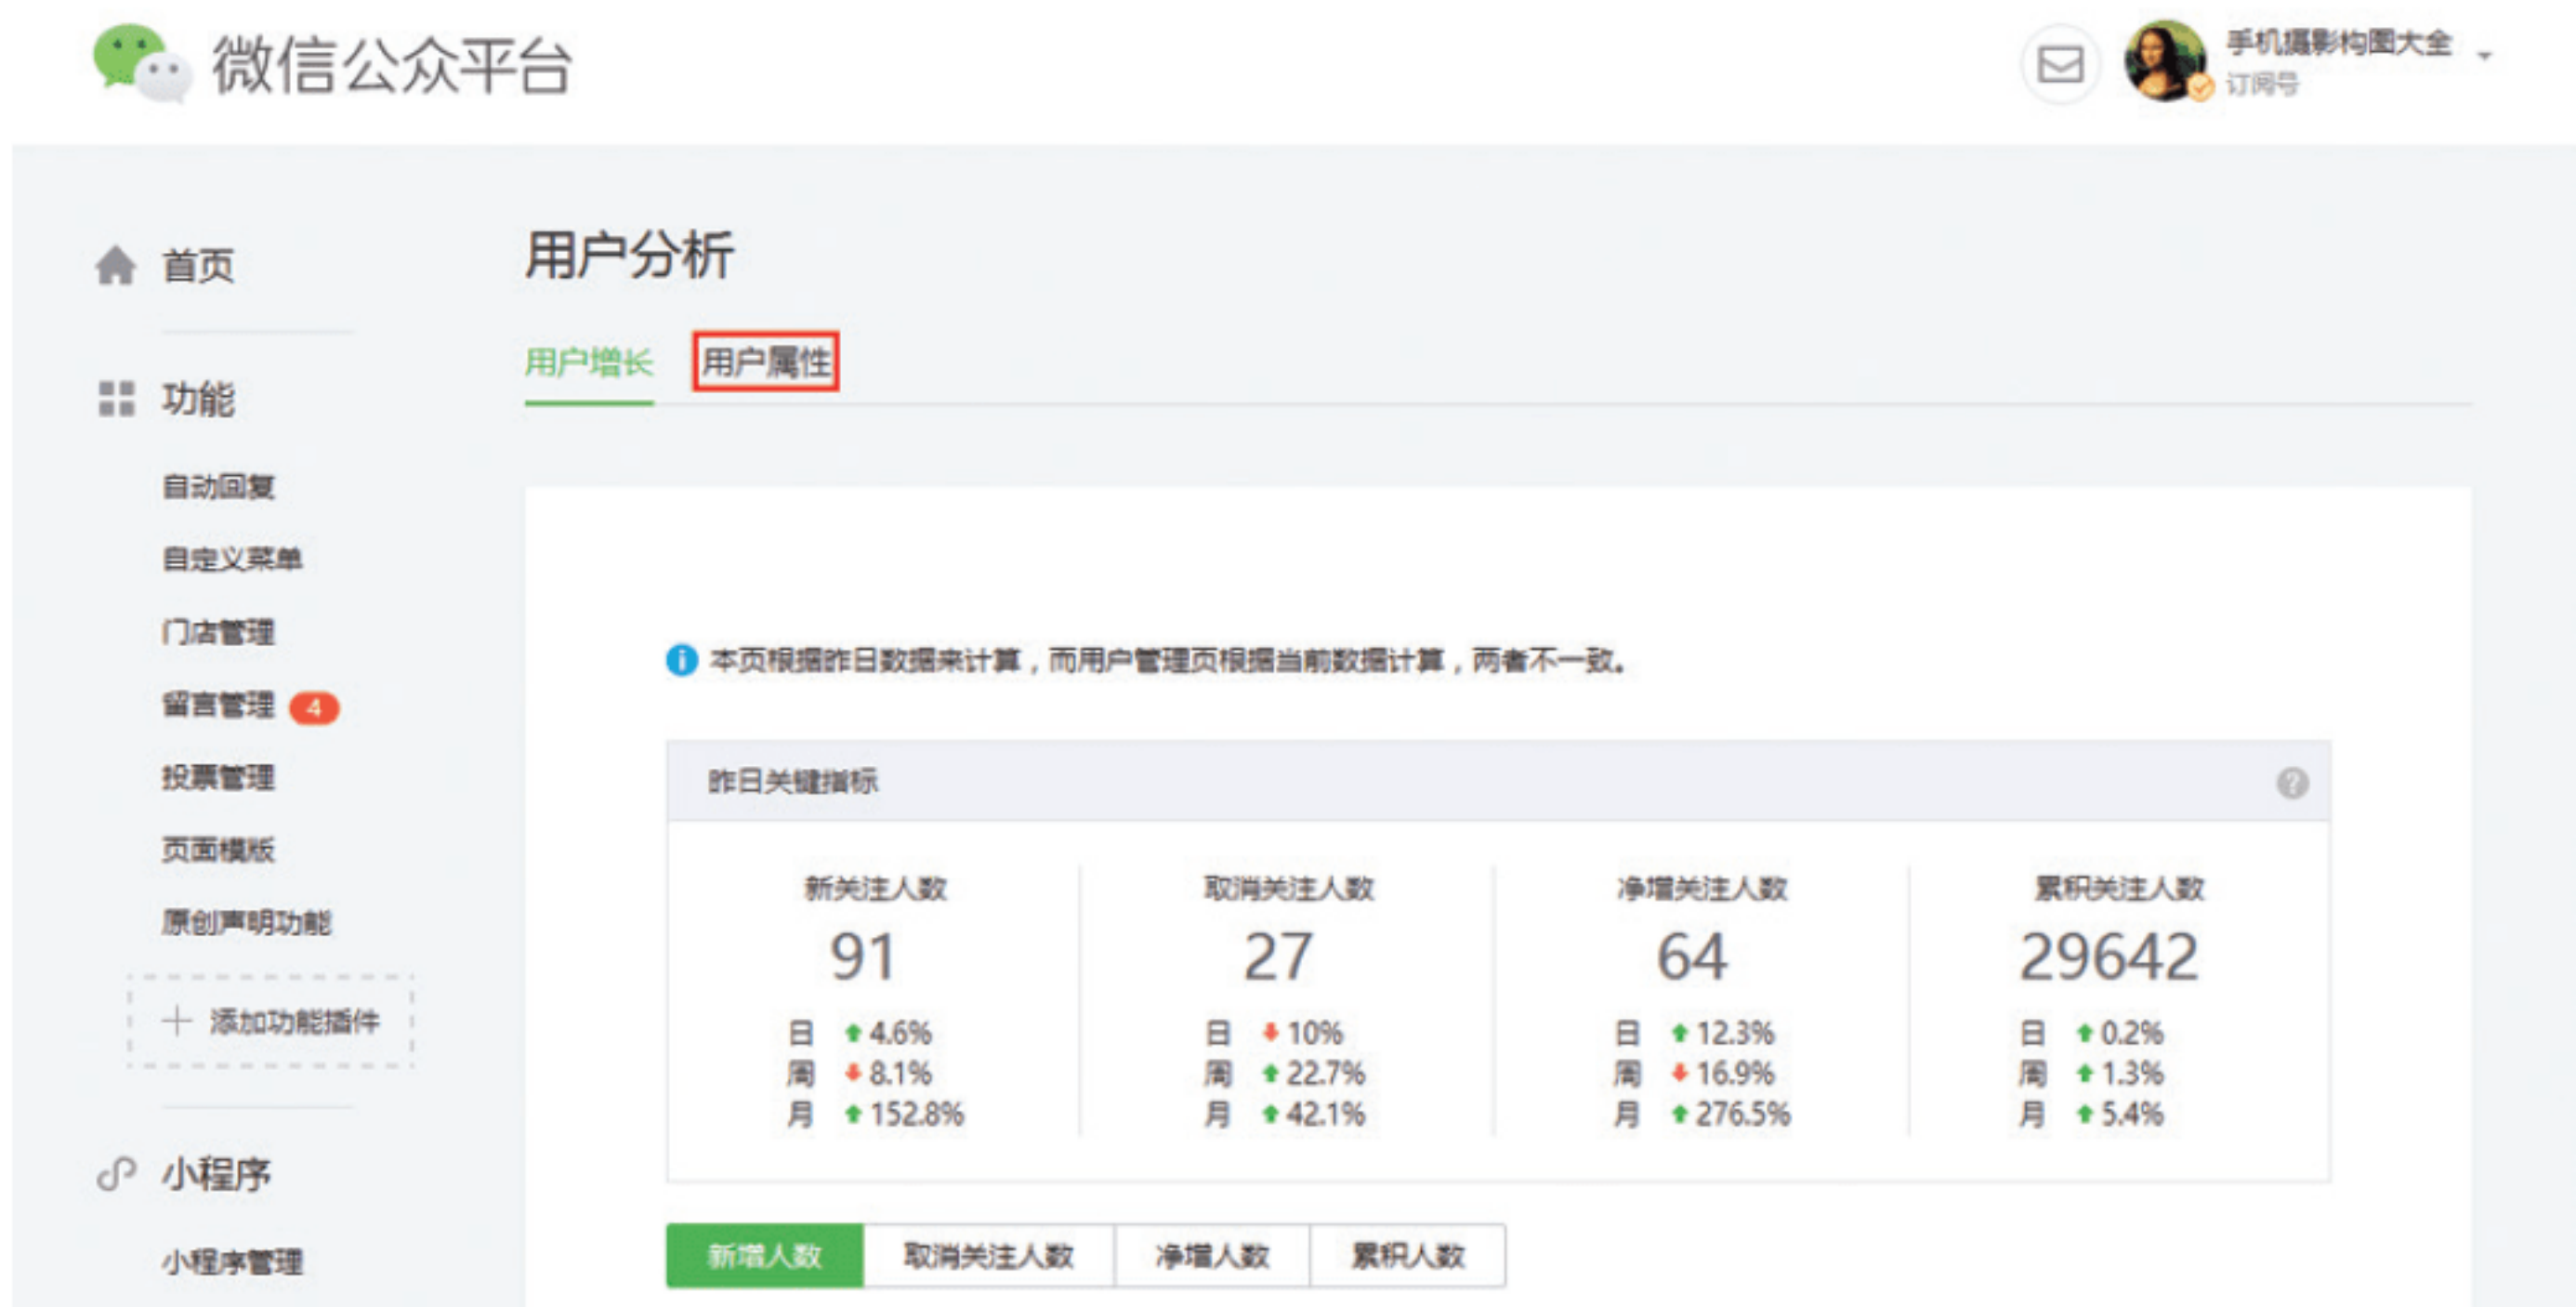 微信公众平台
手机摄影构图大全
订阅号
首页
功能
自动回复
自定义菜单
门店管理
留言管理 4
投票管理
页面模版
原创声明功能
添加功能插件
小程序
小程序管理
用户分析
用户增长 用户属性
本页根据昨日数据来计算，而用户管理页根据当前数据计算，两者不一致。
昨日关键指标
新关注人数 取消关注人数 净增关注人数 累积关注人数
91 27 64 29642
日 4.6% 日 10% 日 12.3% 日 0.2%
周 8.1% 周 22.7% 周 16.9% 周 1.3%
月 152.8% 月 42.1% 月 276.5% 月 5.4%
新增人数 取消关注人数 净增人数 累积人数